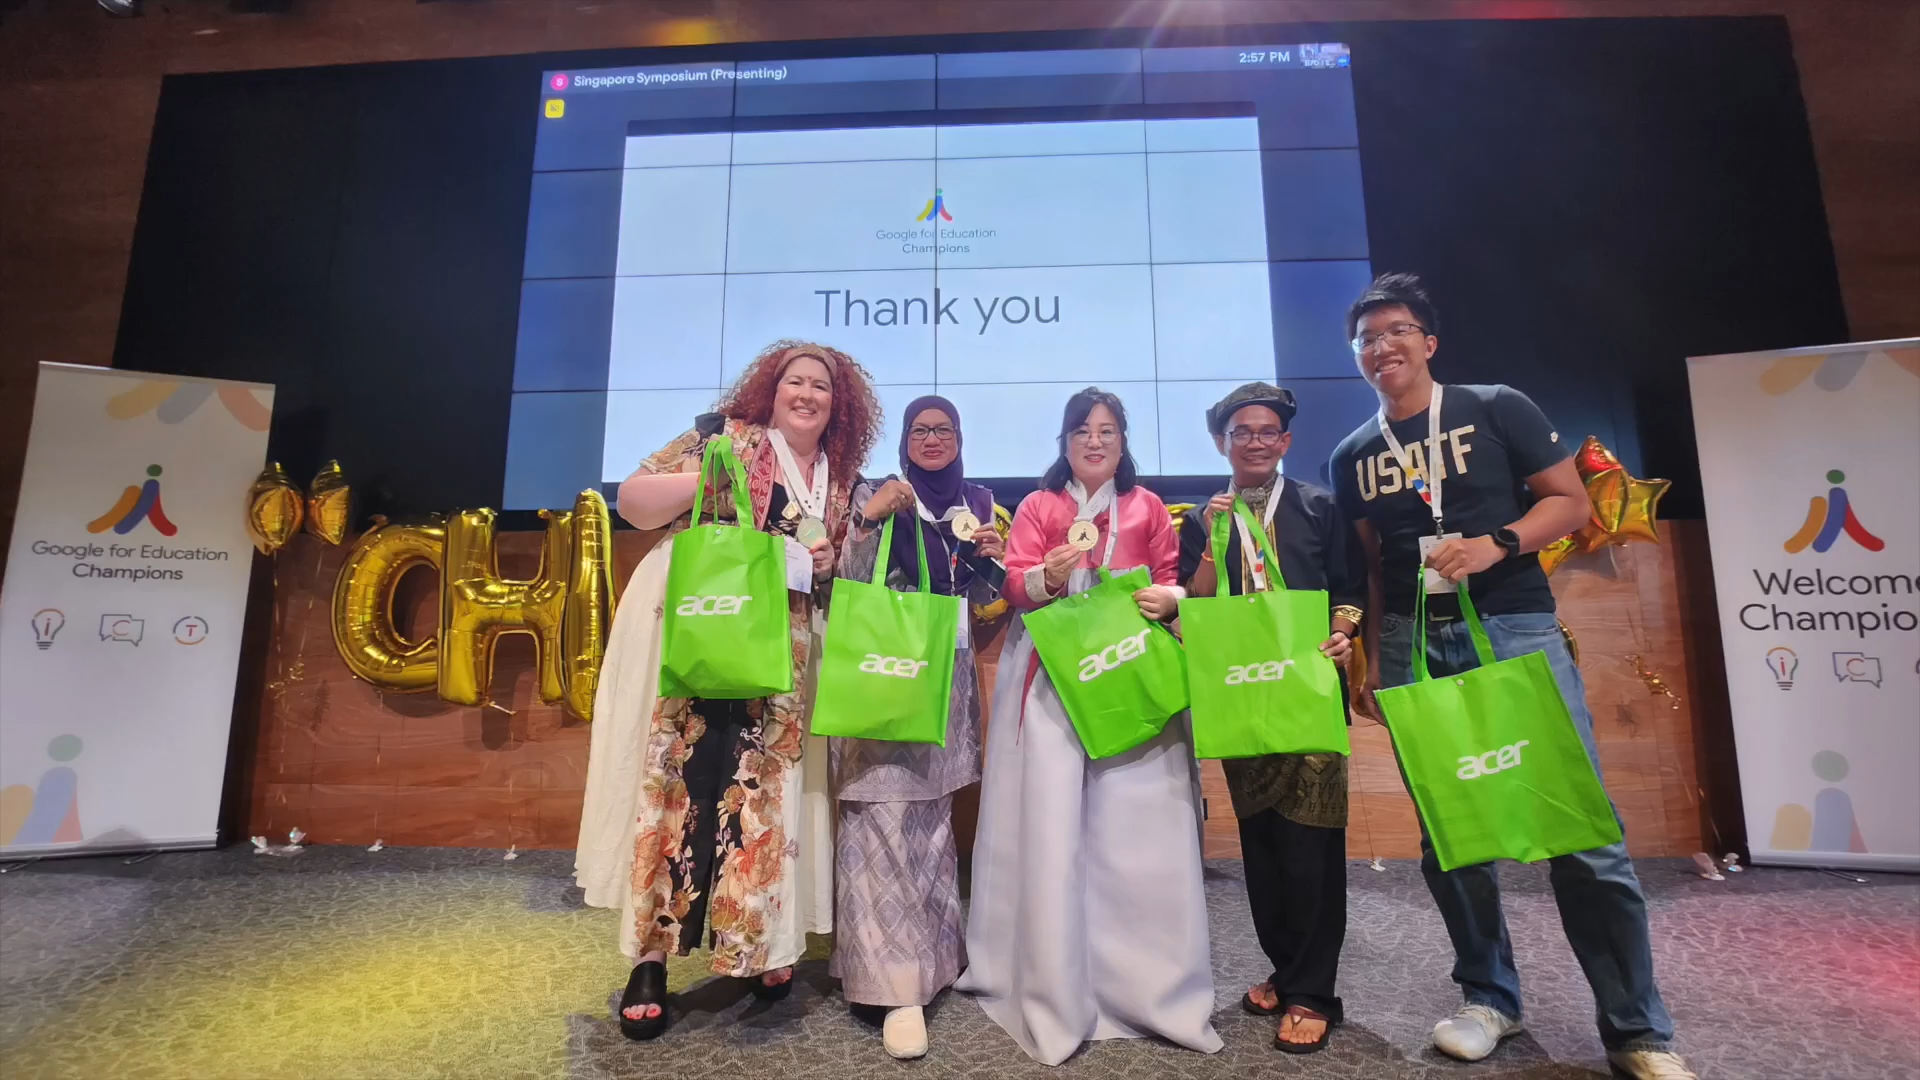 S Singapore Symposium (Presenting)
2:57 PM
Google for Education
Champions
Thank you
Google for Education
Champions
i
C
T
CHI
USATF
acer
acer
acer
acer
acer
Welcome
Champio
i
C